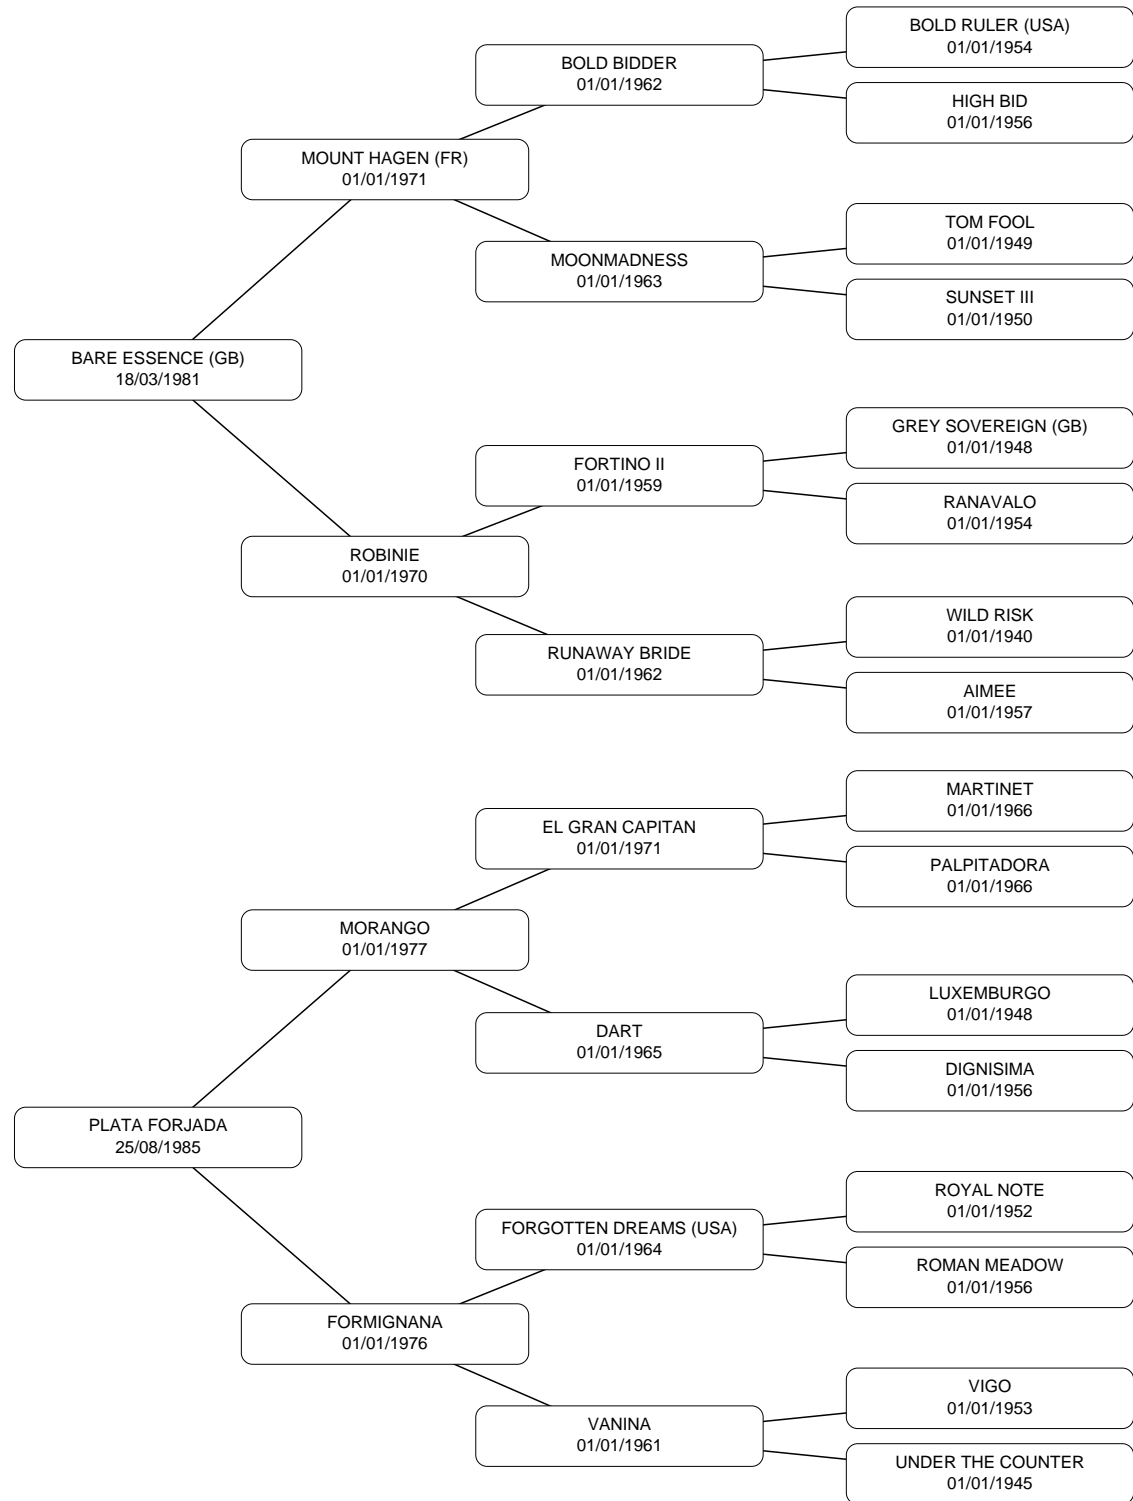 BOLD RULER (USA)
01/01/1954
BOLD BIDDER
01/01/1962
HIGH BID
01/01/1956
MOUNT HAGEN (FR)
01/01/1971
TOM FOOL
01/01/1949
MOONMADNESS
01/01/1963
SUNSET III
01/01/1950
BARE ESSENCE (GB)
18/03/1981
GREY SOVEREIGN (GB)
01/01/1948
FORTINO II
01/01/1959
RANAVALO
01/01/1954
ROBINIE
01/01/1970
WILD RISK
01/01/1940
RUNAWAY BRIDE
01/01/1962
AIMEE
01/01/1957
MARTINET
01/01/1966
EL GRAN CAPITAN
01/01/1971
PALPITADORA
01/01/1966
MORANGO
01/01/1977
LUXEMBURGO
01/01/1948
DART
01/01/1965
DIGNISIMA
01/01/1956
PLATA FORJADA
25/08/1985
ROYAL NOTE
01/01/1952
FORGOTTEN DREAMS (USA)
01/01/1964
ROMAN MEADOW
01/01/1956
FORMIGNANA
01/01/1976
VIGO
01/01/1953
VANINA
01/01/1961
UNDER THE COUNTER
01/01/1945